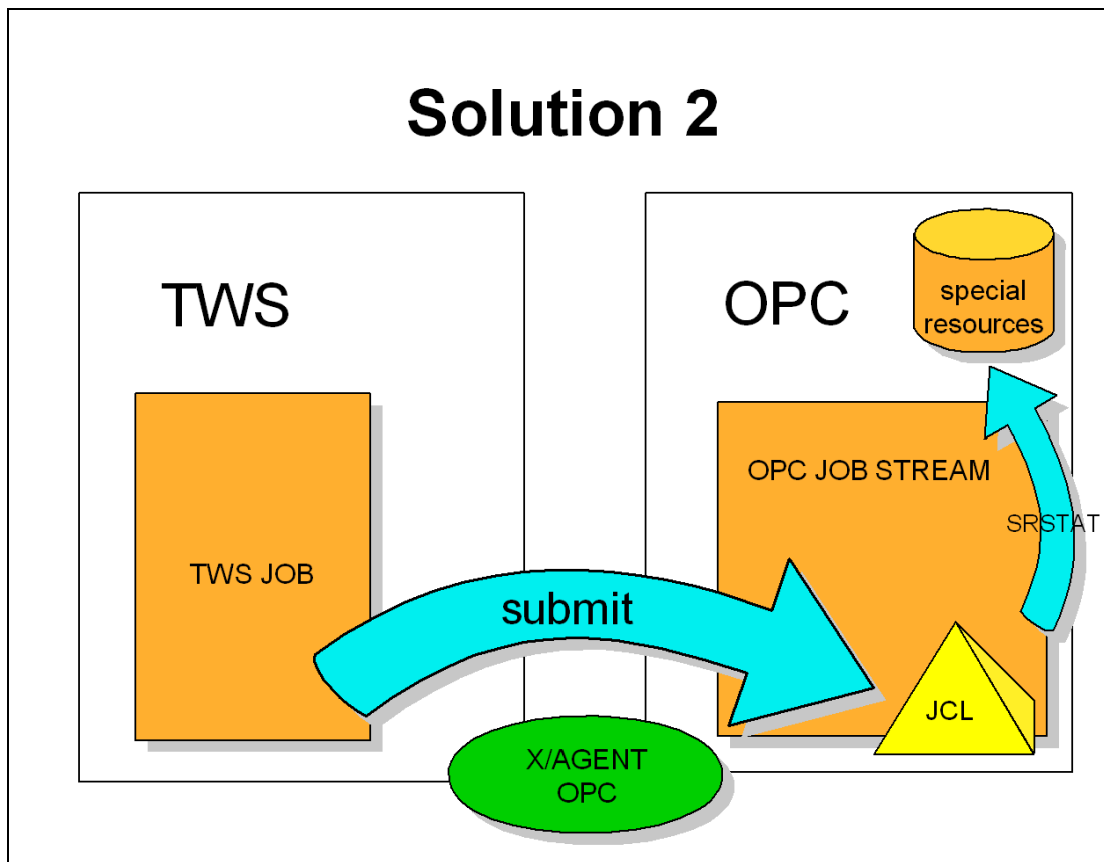 Solution 2
TWS
OPC
special
resources
OPC JOB STREAM
SRSTAT
TWS JOB
submit
JCL
X/AGENT
OPC